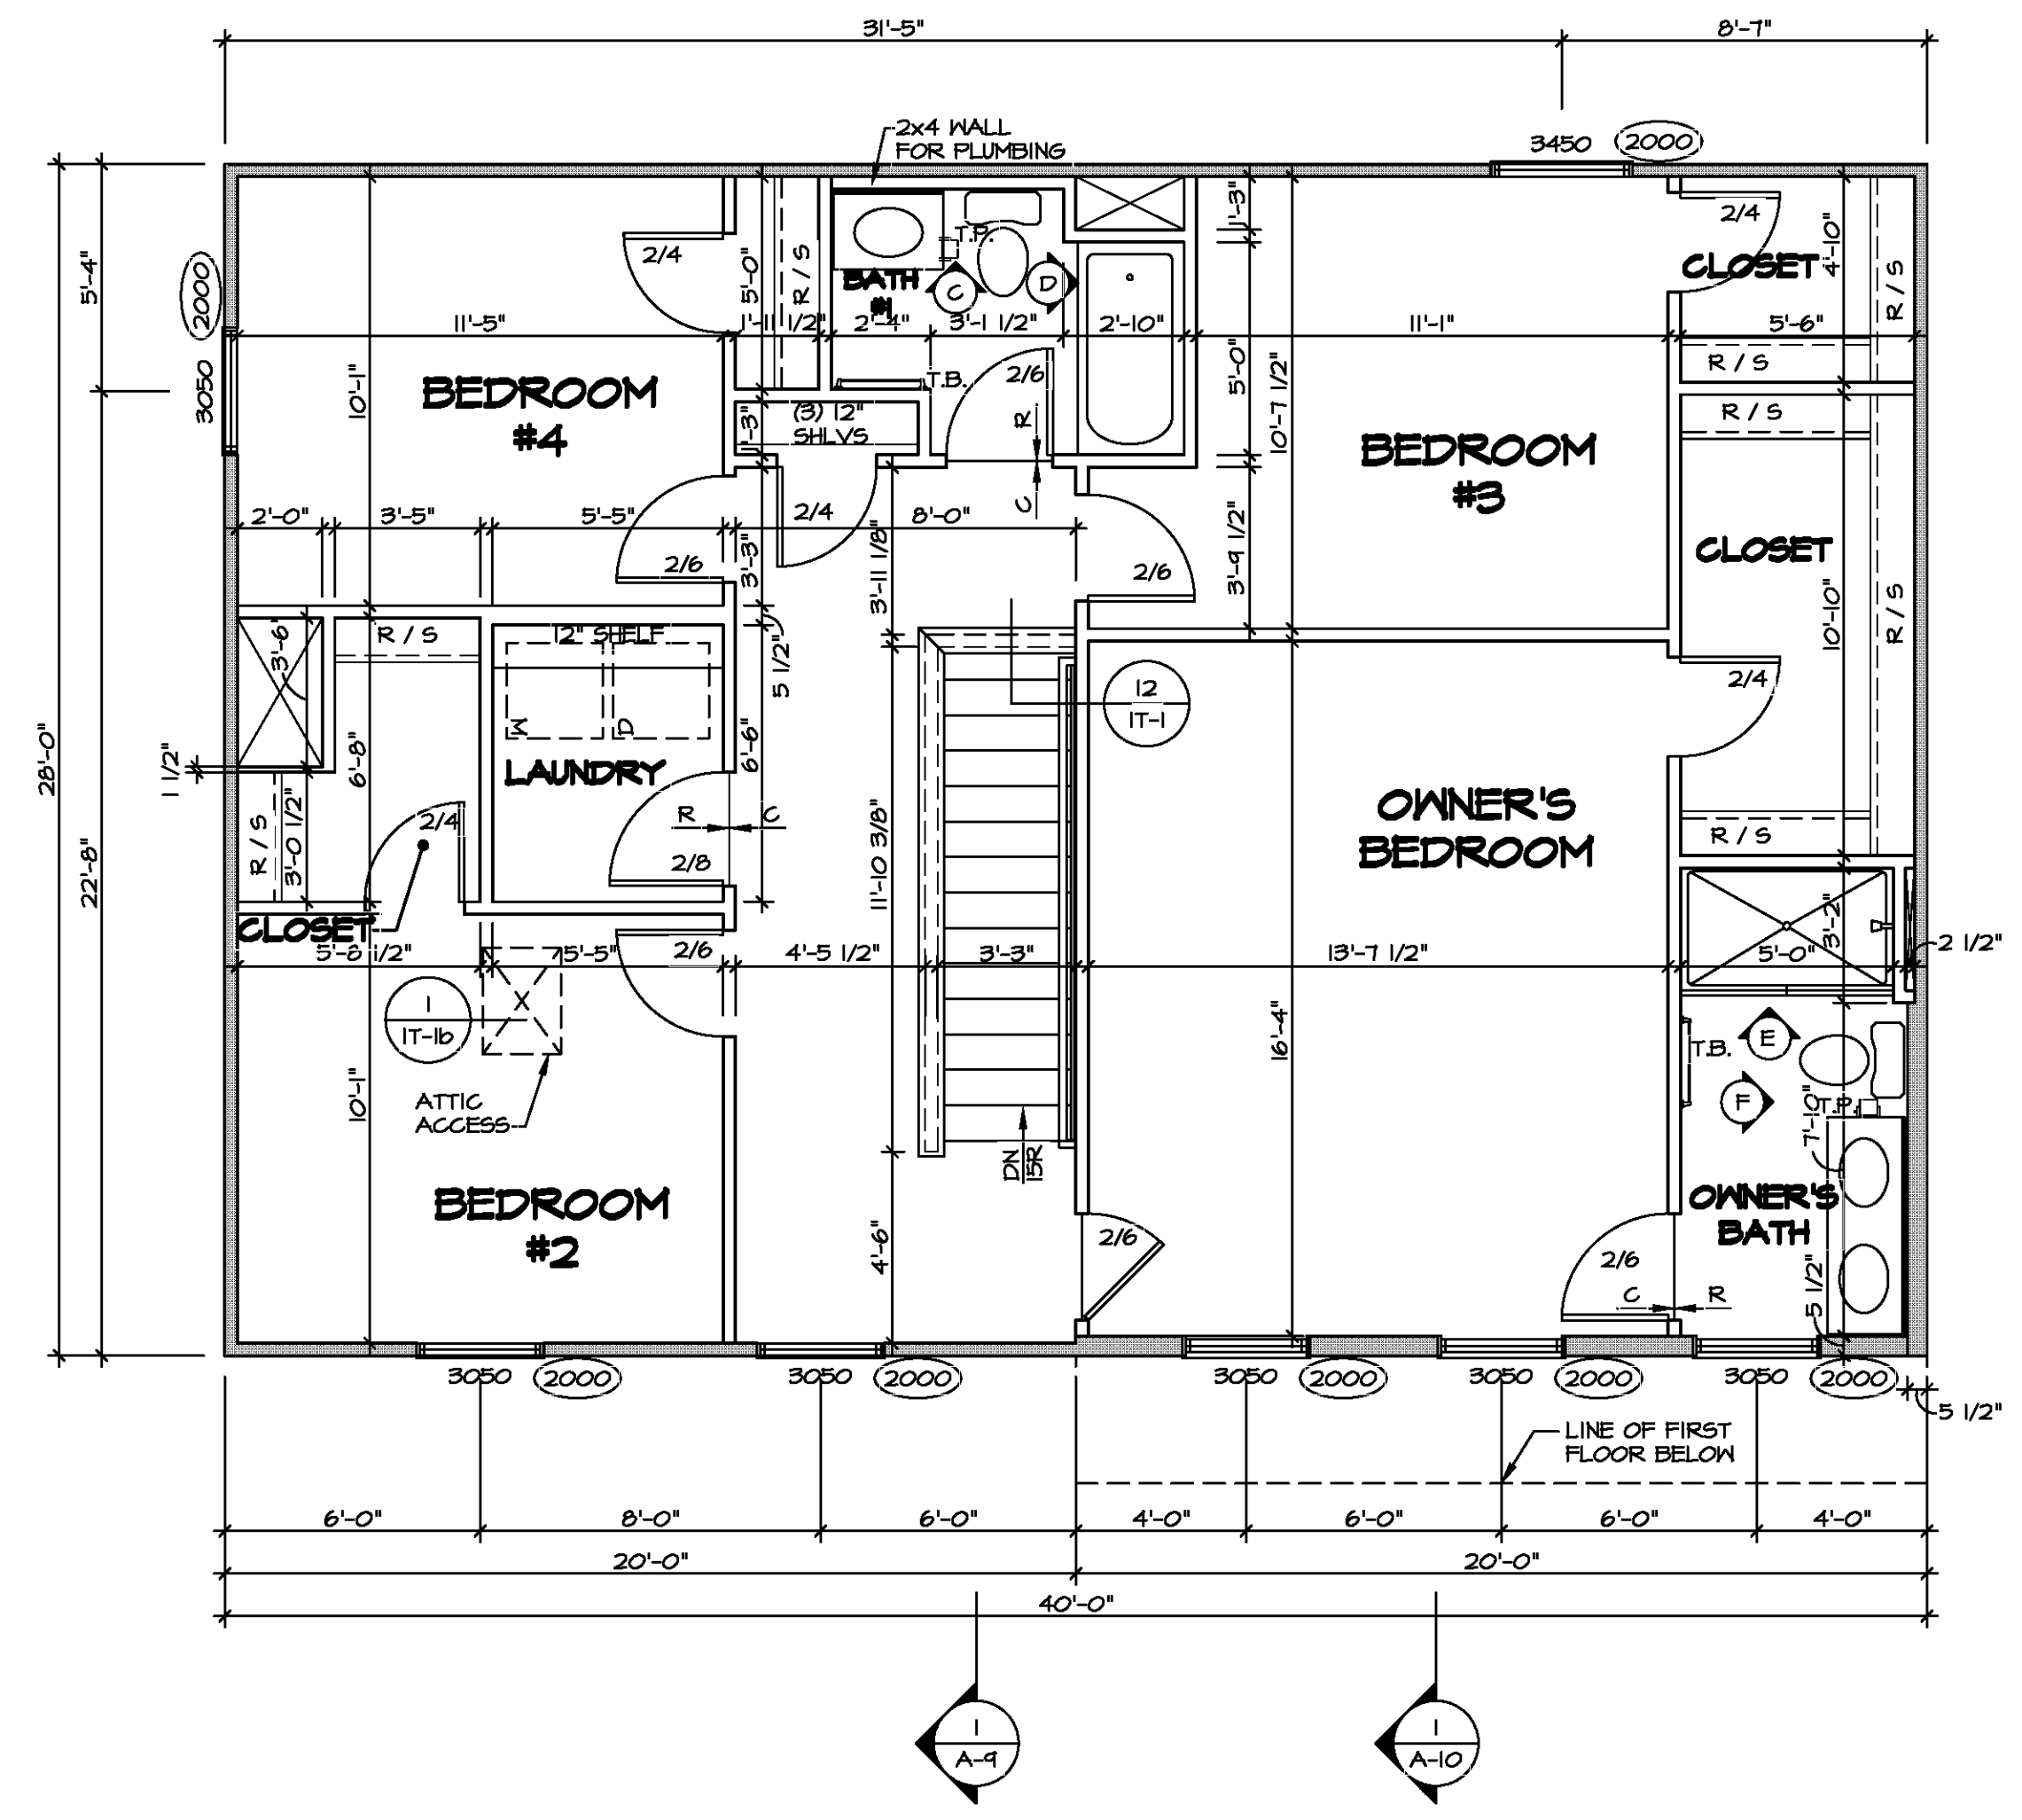 31'-5"
8'-7"
2x4 WALL
FOR PLUMBING
3450
2000
5'-4"
2000
3050
2/4
5'-0"
R / S
T.P.
BATH
#1
C
D
1'-3"
2/4
4'-10"
CLOSET
R / S
11'-5"
1'-11 1/2"
2'-4"
3'-1 1/2"
2'-10"
11'-1"
5'-6"
10'-1"
BEDROOM
#4
T.B.
2/6
5'-0"
10'-7 1/2"
R / S
R / S
1'-3"
(3) 12"
SHLVS
R
C
BEDROOM
#3
2'-0"
3'-5"
5'-5"
2/4
8'-0"
3'-9 1/2"
CLOSET
2/6
3'-3"
3'-11 1/8"
2/6
10'-10"
R / S
3'-6"
R / S
12" SHELF
5 1/2"
12
1T-1
2/4
W
D
28'-0"
1 1/2"
6'-8"
LAUNDRY
6'-6"
22'-8"
R / S
3'-0 1/2"
2/4
R
C
2/8
11'-10 3/8"
OWNER'S
BEDROOM
R / S
CLOSET
5'-8 1/2"
5'-5"
2/6
4'-5 1/2"
3'-3"
13'-7 1/2"
5'-0"
3'-2"
2 1/2"
1
1T-1b
X
10'-1"
ATTIC
ACCESS
16'-4"
T.B.
E
F
T.P.
7'-10"
DN
15R
BEDROOM
#2
4'-6"
2/6
OWNER'S
BATH
2/6
C
R
5 1/2"
3050
2000
3050
2000
3050
2000
3050
2000
3050
2000
5 1/2"
LINE OF FIRST
FLOOR BELOW
6'-0"
8'-0"
6'-0"
4'-0"
6'-0"
6'-0"
4'-0"
20'-0"
20'-0"
40'-0"
1
A-9
1
A-10